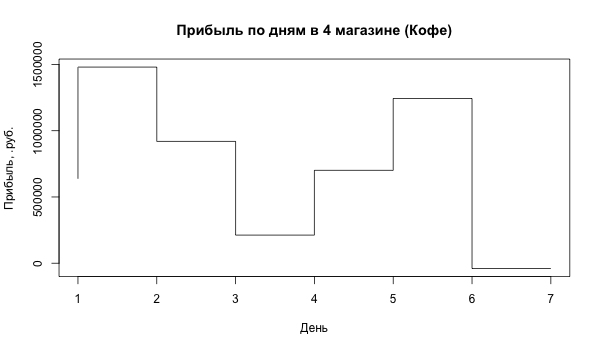 Прибыль по дням в 4 магазине (Кофе)
Прибыль, .руб.
1500000
1000000
500000
0
1 2 3 4 5 6 7
День